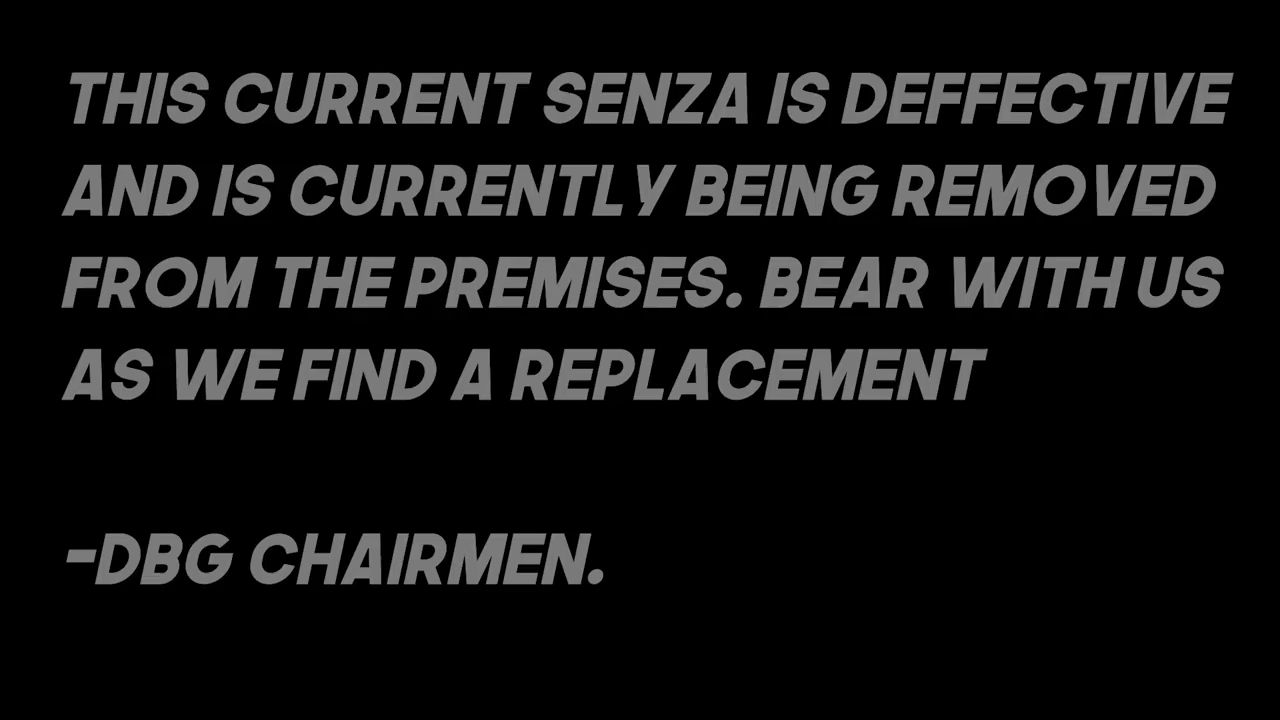 THIS CURRENT SENZA IS DEFFECTIVE
AND IS CURRENTLY BEING REMOVED
FROM THE PREMISES. BEAR WITH US
AS WE FIND A REPLACEMENT
-DBG CHAIRMEN.